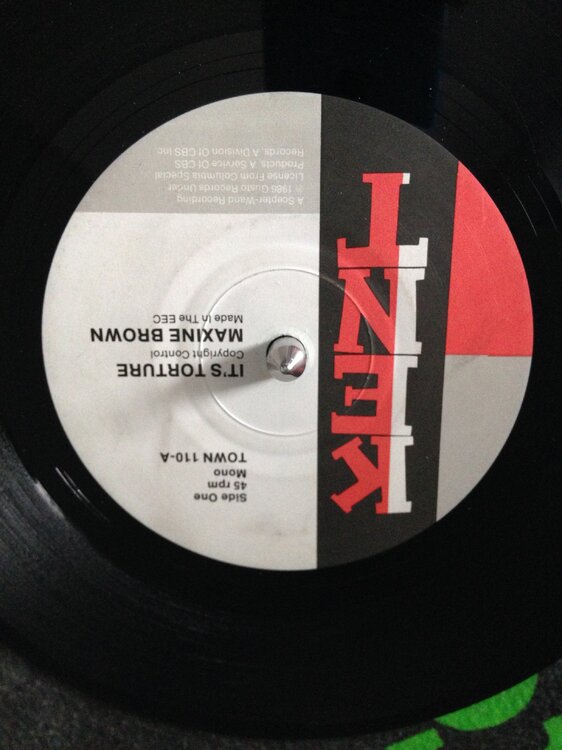 KENT
Side One
45 rpm
Mono
TOWN 110-A
IT'S TORTURE
Copyright Control
MAXINE BROWN
Made In The EEC
A Scepter-Wand Recording
℗ 1986 Gusto Records Under
License From Columbia Special
Products, A Service Of CBS
Records, A Division Of CBS Inc